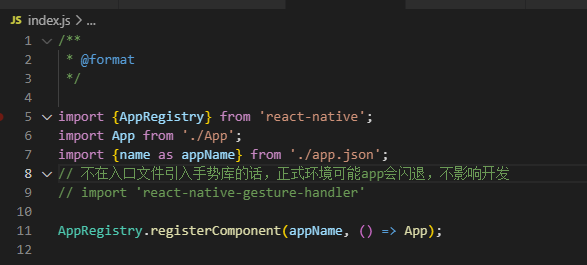 JS index.js > ...
1 /**
2 * @format
3 */
4
5 import {AppRegistry} from 'react-native';
6 import App from './App';
7 import {name as appName} from './app.json';
8 // 不在入口文件引入手势库的话，正式环境可能app会闪退，不影响开发
9 // import 'react-native-gesture-handler'
10
11 AppRegistry.registerComponent(appName, () => App);
12